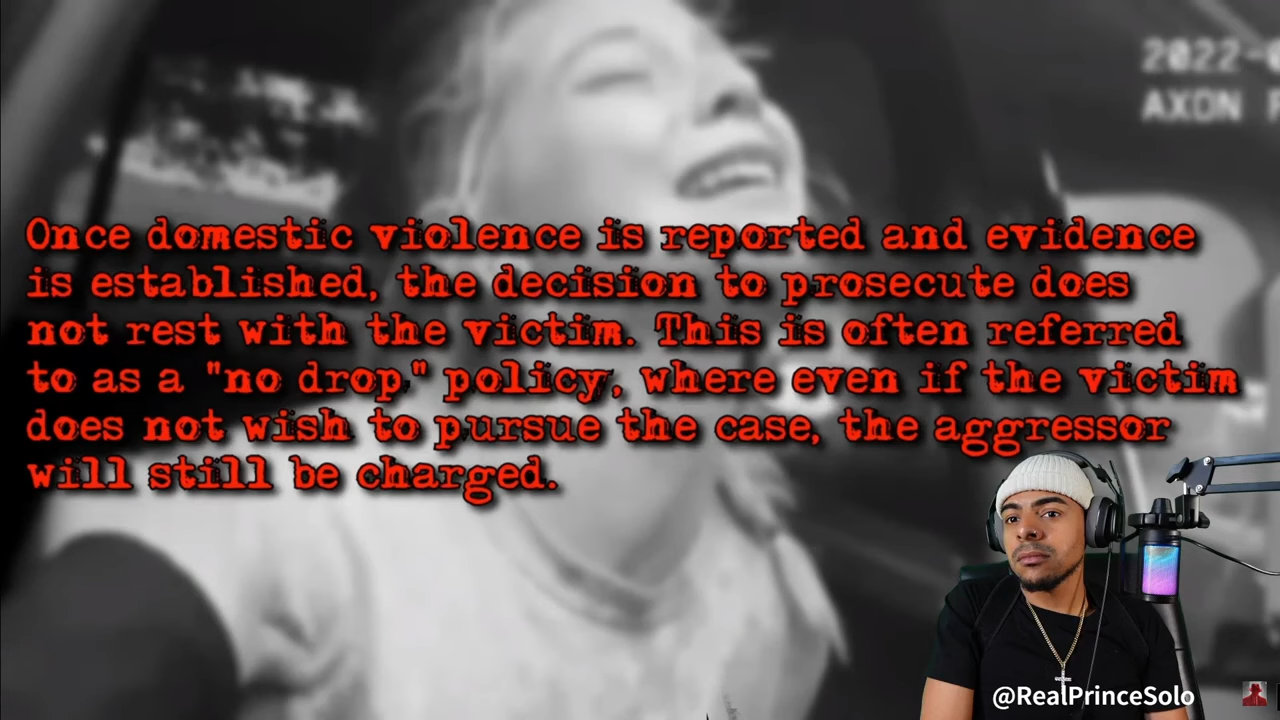 2022-0
AXON
Once domestic violence is reported and evidence
is established, the decision to prosecute does
not rest with the victim. This is often referred
to as a "no drop" policy, where even if the victim
does not wish to pursue the case, the aggressor
will still be charged.
@RealPrinceSolo